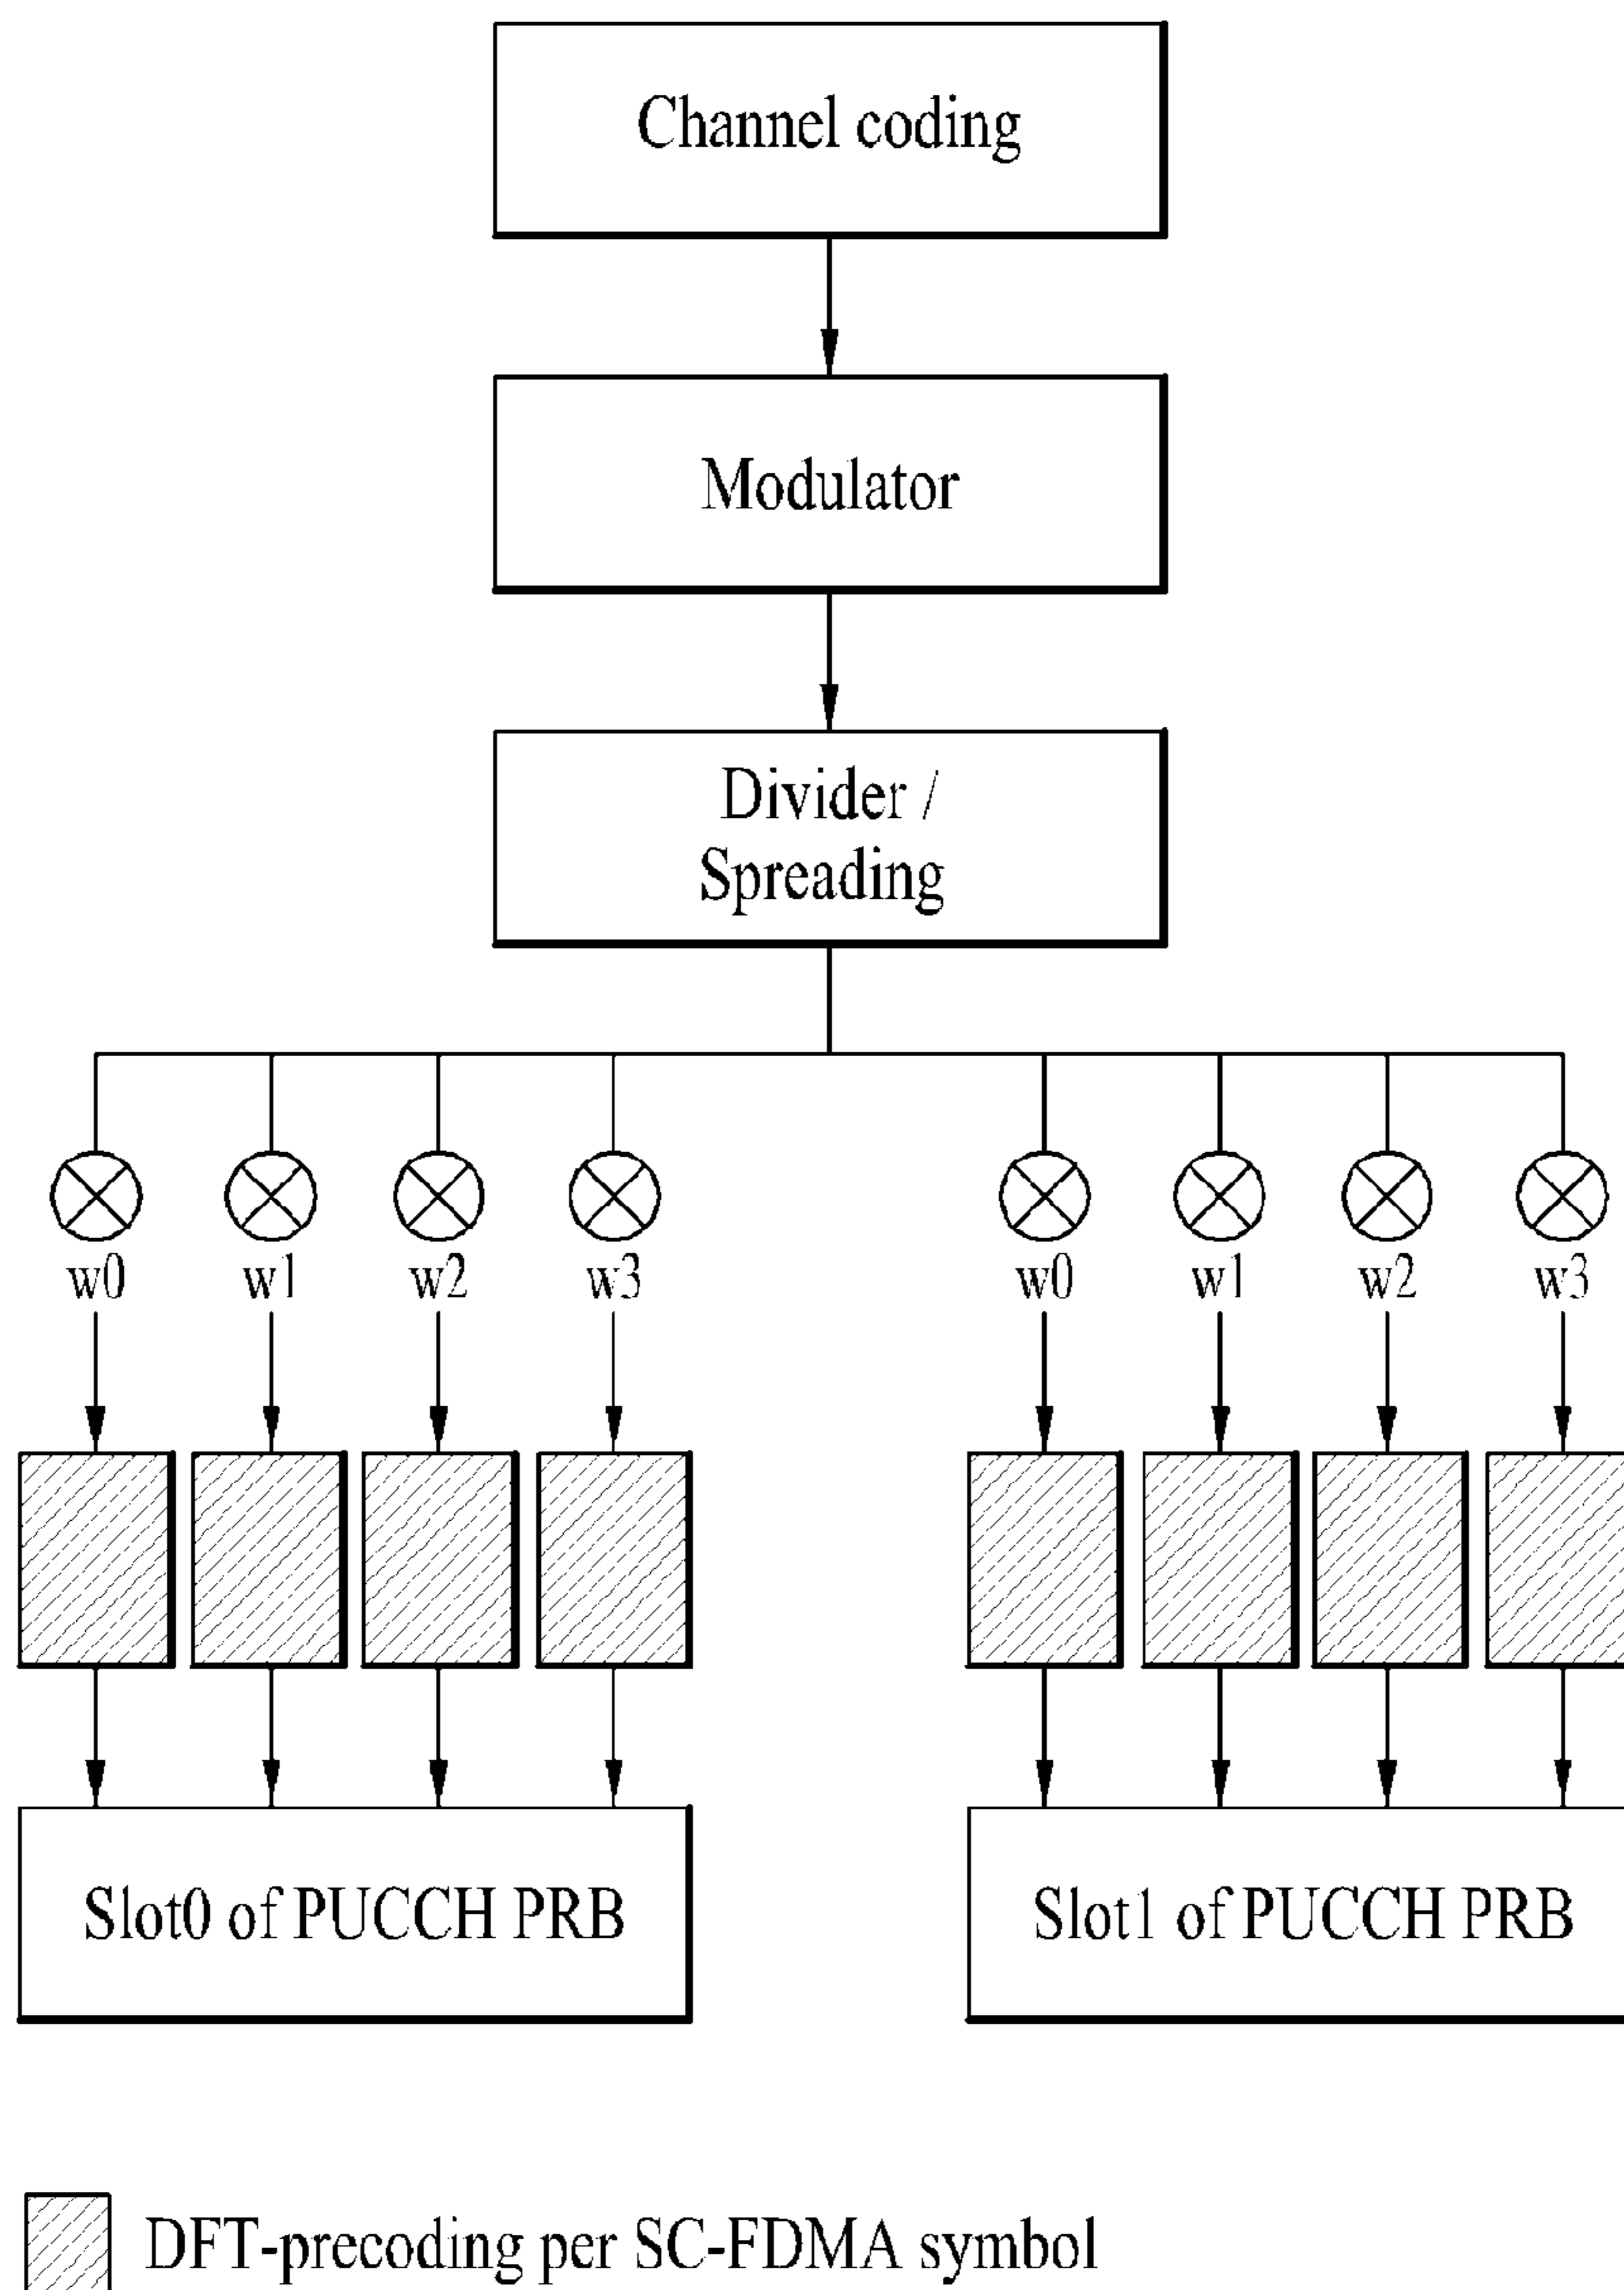 Channel coding
Modulator
Divider /
Spreading
w0 w1 w2 w3 w0 w1 w2 w3
Slot0 of PUCCH PRB Slot1 of PUCCH PRB
DFT-precoding per SC-FDMA symbol